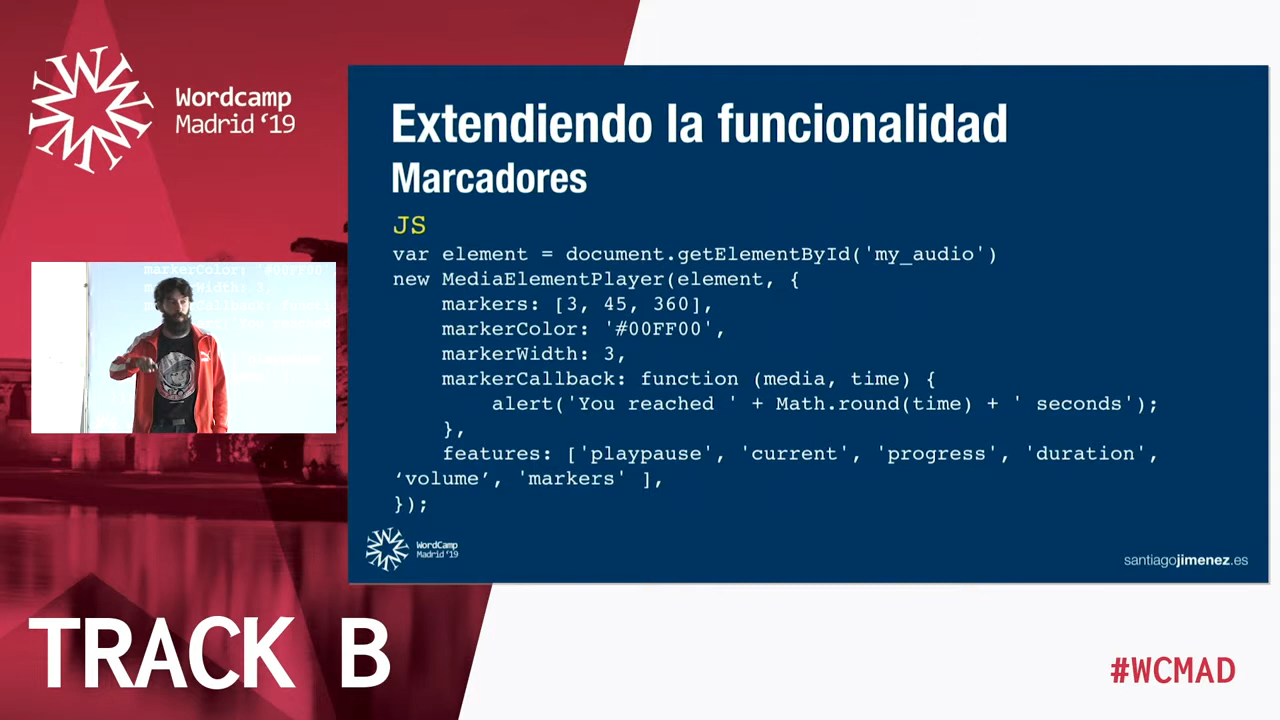 Wordcamp
Madrid '19
Extendiendo la funcionalidad
Marcadores
JS
var element = document.getElementById('my_audio')
new MediaElementPlayer(element, {
markers: [3, 45, 360],
markerColor: '#00FF00',
markerWidth: 3,
markerCallback: function (media, time) {
alert('You reached ' + Math.round(time) + ' seconds');
},
features: ['playpause', 'current', 'progress', 'duration',
‘volume’, 'markers' ],
});
WordCamp
Madrid '19
santiagojimenez.es
TRACK B
#WCMAD